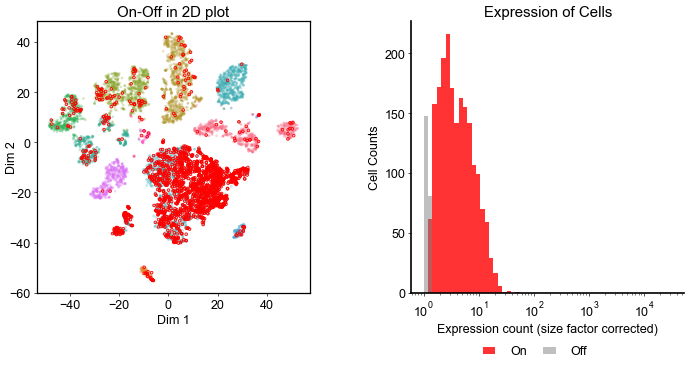 On-Off in 2D plot
Dim 2
40
20
0
−20
−40
−60
−40 −20 0 20 40
Dim 1
Expression of Cells
Cell Counts
200
150
100
50
0
10^0 10^1 10^2 10^3 10^4
Expression count (size factor corrected)
On Off